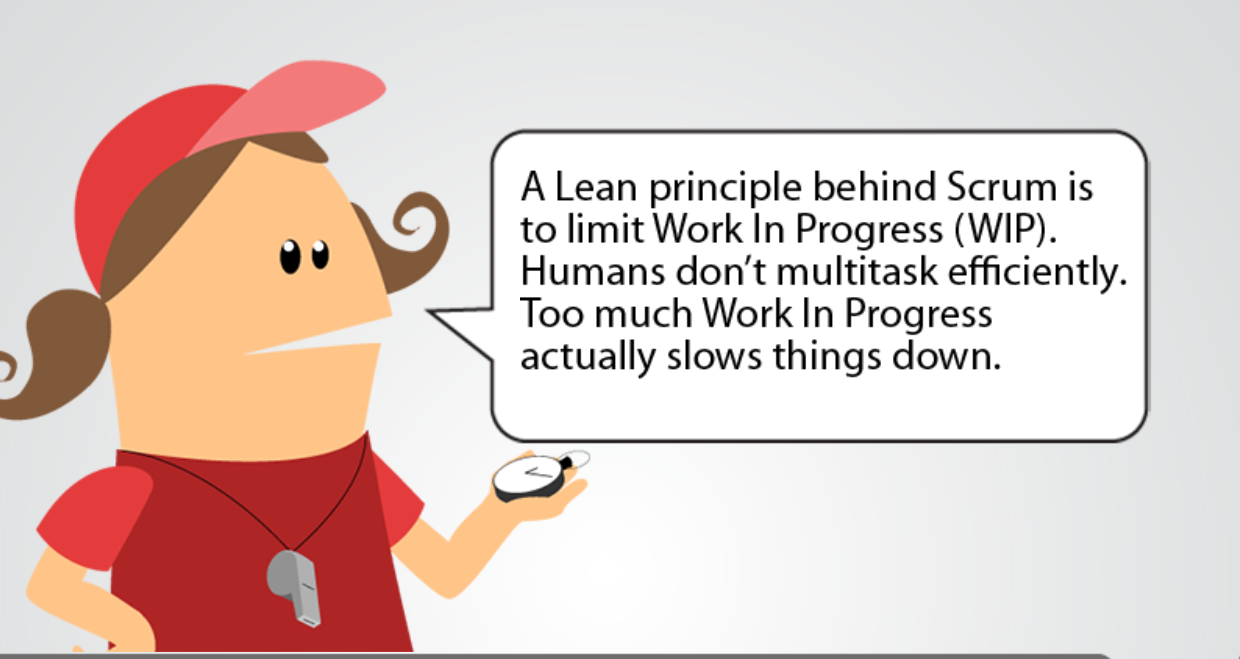 A Lean principle behind Scrum is
to limit Work In Progress (WIP).
Humans don't multitask efficiently.
Too much Work In Progress
actually slows things down.